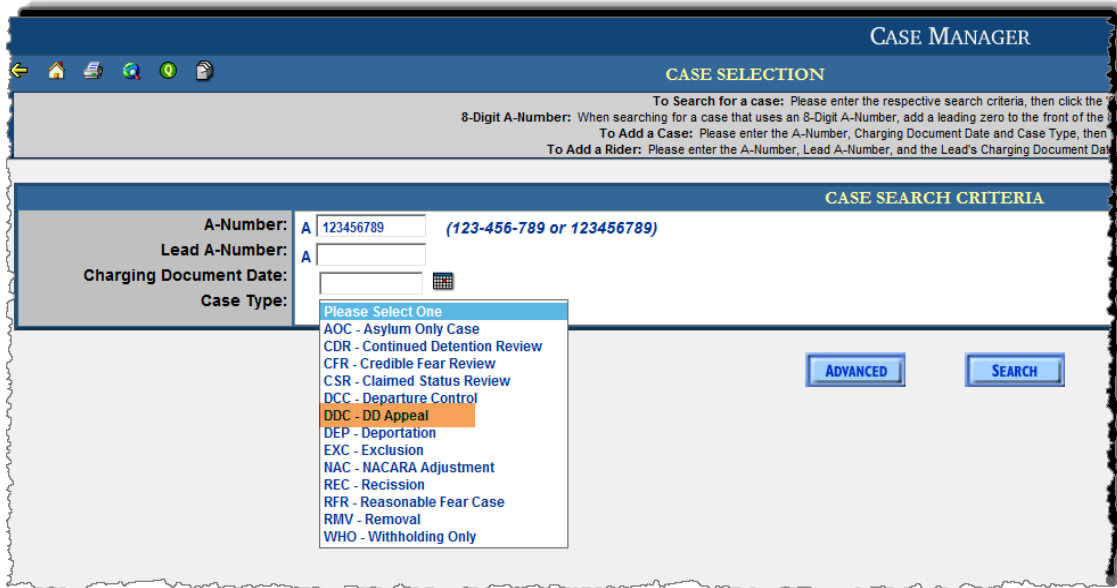 CASE MANAGER
CASE SELECTION
To Search for a case: Please enter the respective search criteria, then click the
8-Digit A-Number: When searching for a case that uses an 8-Digit A-Number, add a leading zero to the front of the
To Add a Case: Please enter the A-Number, Charging Document Date and Case Type, then
To Add a Rider: Please enter the A-Number, Lead A-Number, and the Lead's Charging Document Dat
CASE SEARCH CRITERIA
A-Number: A 123456789 (123-456-789 or 123456789)
Lead A-Number: A
Charging Document Date:
Case Type:
Please Select One
AOC - Asylum Only Case
CDR - Continued Detention Review
CFR - Credible Fear Review
CSR - Claimed Status Review
DCC - Departure Control
DDC - DD Appeal
DEP - Deportation
EXC - Exclusion
NAC - NACARA Adjustment
REC - Recission
RFR - Reasonable Fear Case
RMV - Removal
WHO - Withholding Only
ADVANCED SEARCH